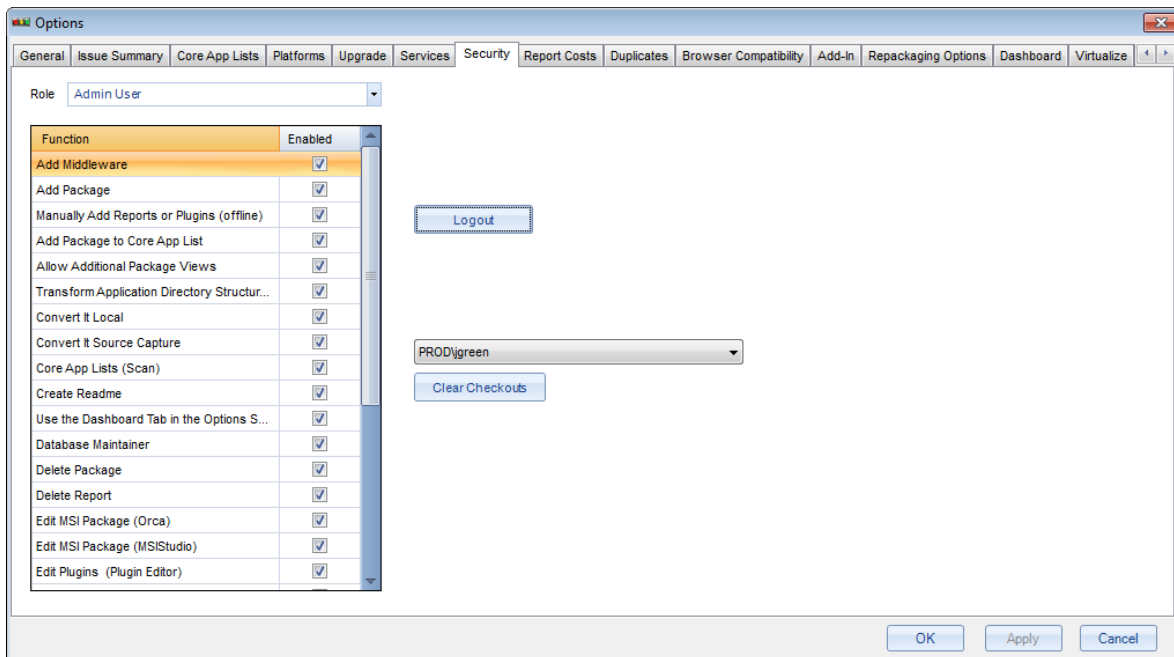 Options
General Issue Summary Core App Lists Platforms Upgrade Services Security Report Costs Duplicates Browser Compatibility Add-In Repackaging Options Dashboard Virtualize
Role Admin User
Function Enabled
Add Middleware
Add Package
Manually Add Reports or Plugins (offline)
Logout
Add Package to Core App List
Allow Additional Package Views
Transform Application Directory Structur...
Convert It Local
Convert It Source Capture
PROD\jgreen
Core App Lists (Scan)
Create Readme
Clear Checkouts
Use the Dashboard Tab in the Options S...
Database Maintainer
Delete Package
Delete Report
Edit MSI Package (Orca)
Edit MSI Package (MSIStudio)
Edit Plugins (Plugin Editor)
OK Apply Cancel